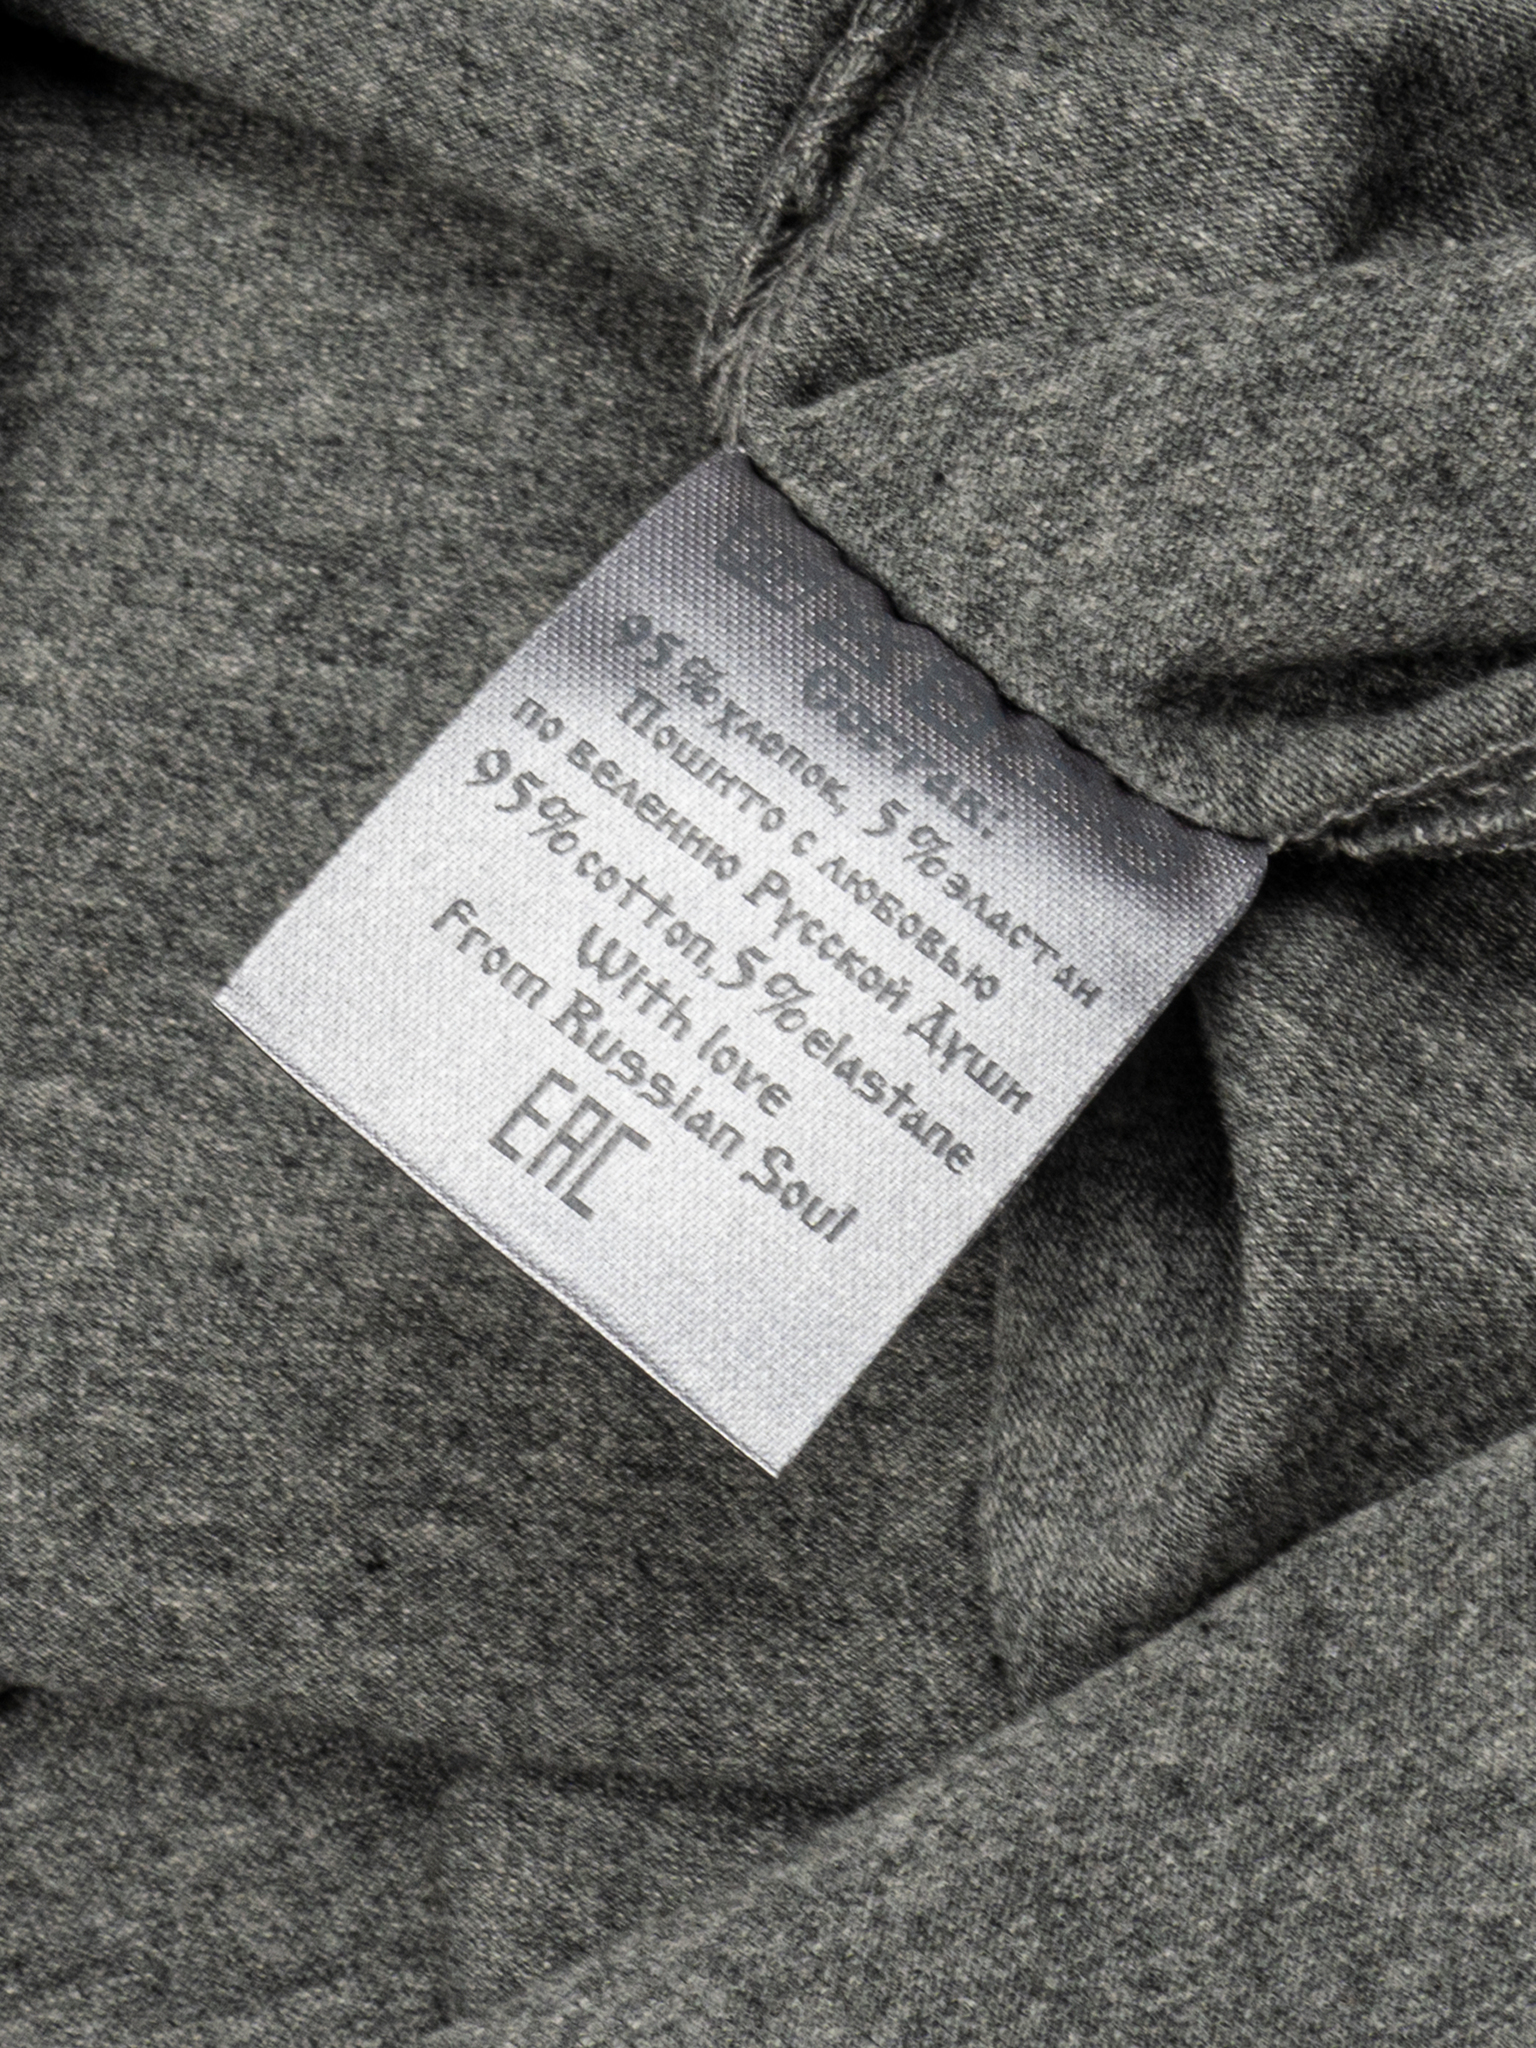 Состав:
95% хлопок, 5% эластан
Пошито с любовью
по велению Русской Души
95% cotton, 5% elastane
With love
from Russian Soul
EAC